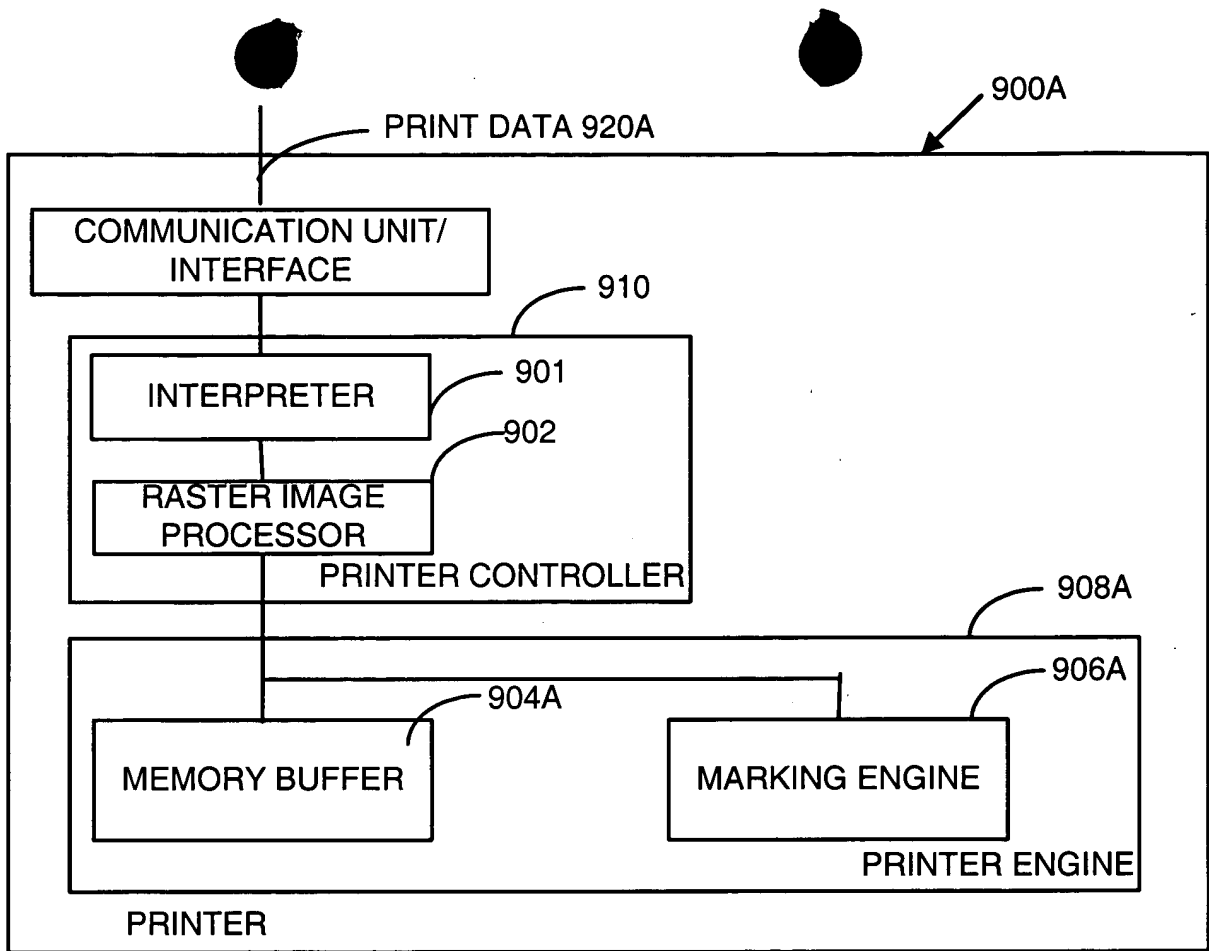 900A
PRINT DATA 920A
COMMUNICATION UNIT/
INTERFACE
910
INTERPRETER
901
902
RASTER IMAGE
PROCESSOR
PRINTER CONTROLLER
908A
906A
904A
MEMORY BUFFER
MARKING ENGINE
PRINTER ENGINE
PRINTER